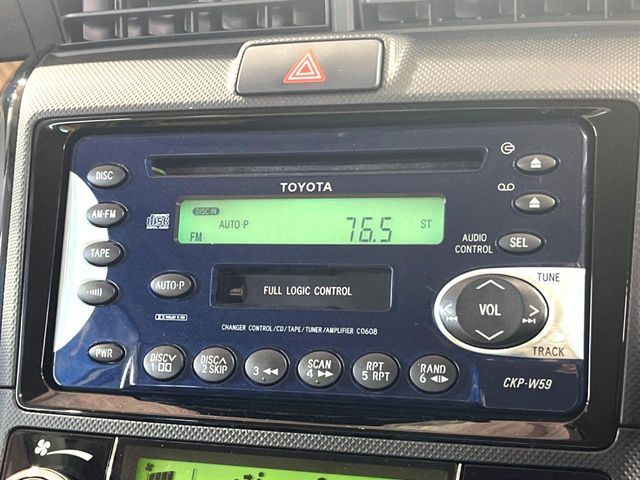 TOYOTA
DISC
DISC IN
AUTO-P
76.5
ST
FM
AM·FM
TAPE
AUTO-P
FULL LOGIC CONTROL
AUDIO
CONTROL
SEL
TUNE
VOL
TRACK
CHANGER CONTROL/CD/TAPE/TUNER/AMPLIFIER C0608
PWR
DISC
1
DISC
2 SKIP
3
SCAN
4
RPT
5 RPT
RAND
6
CKP-W59